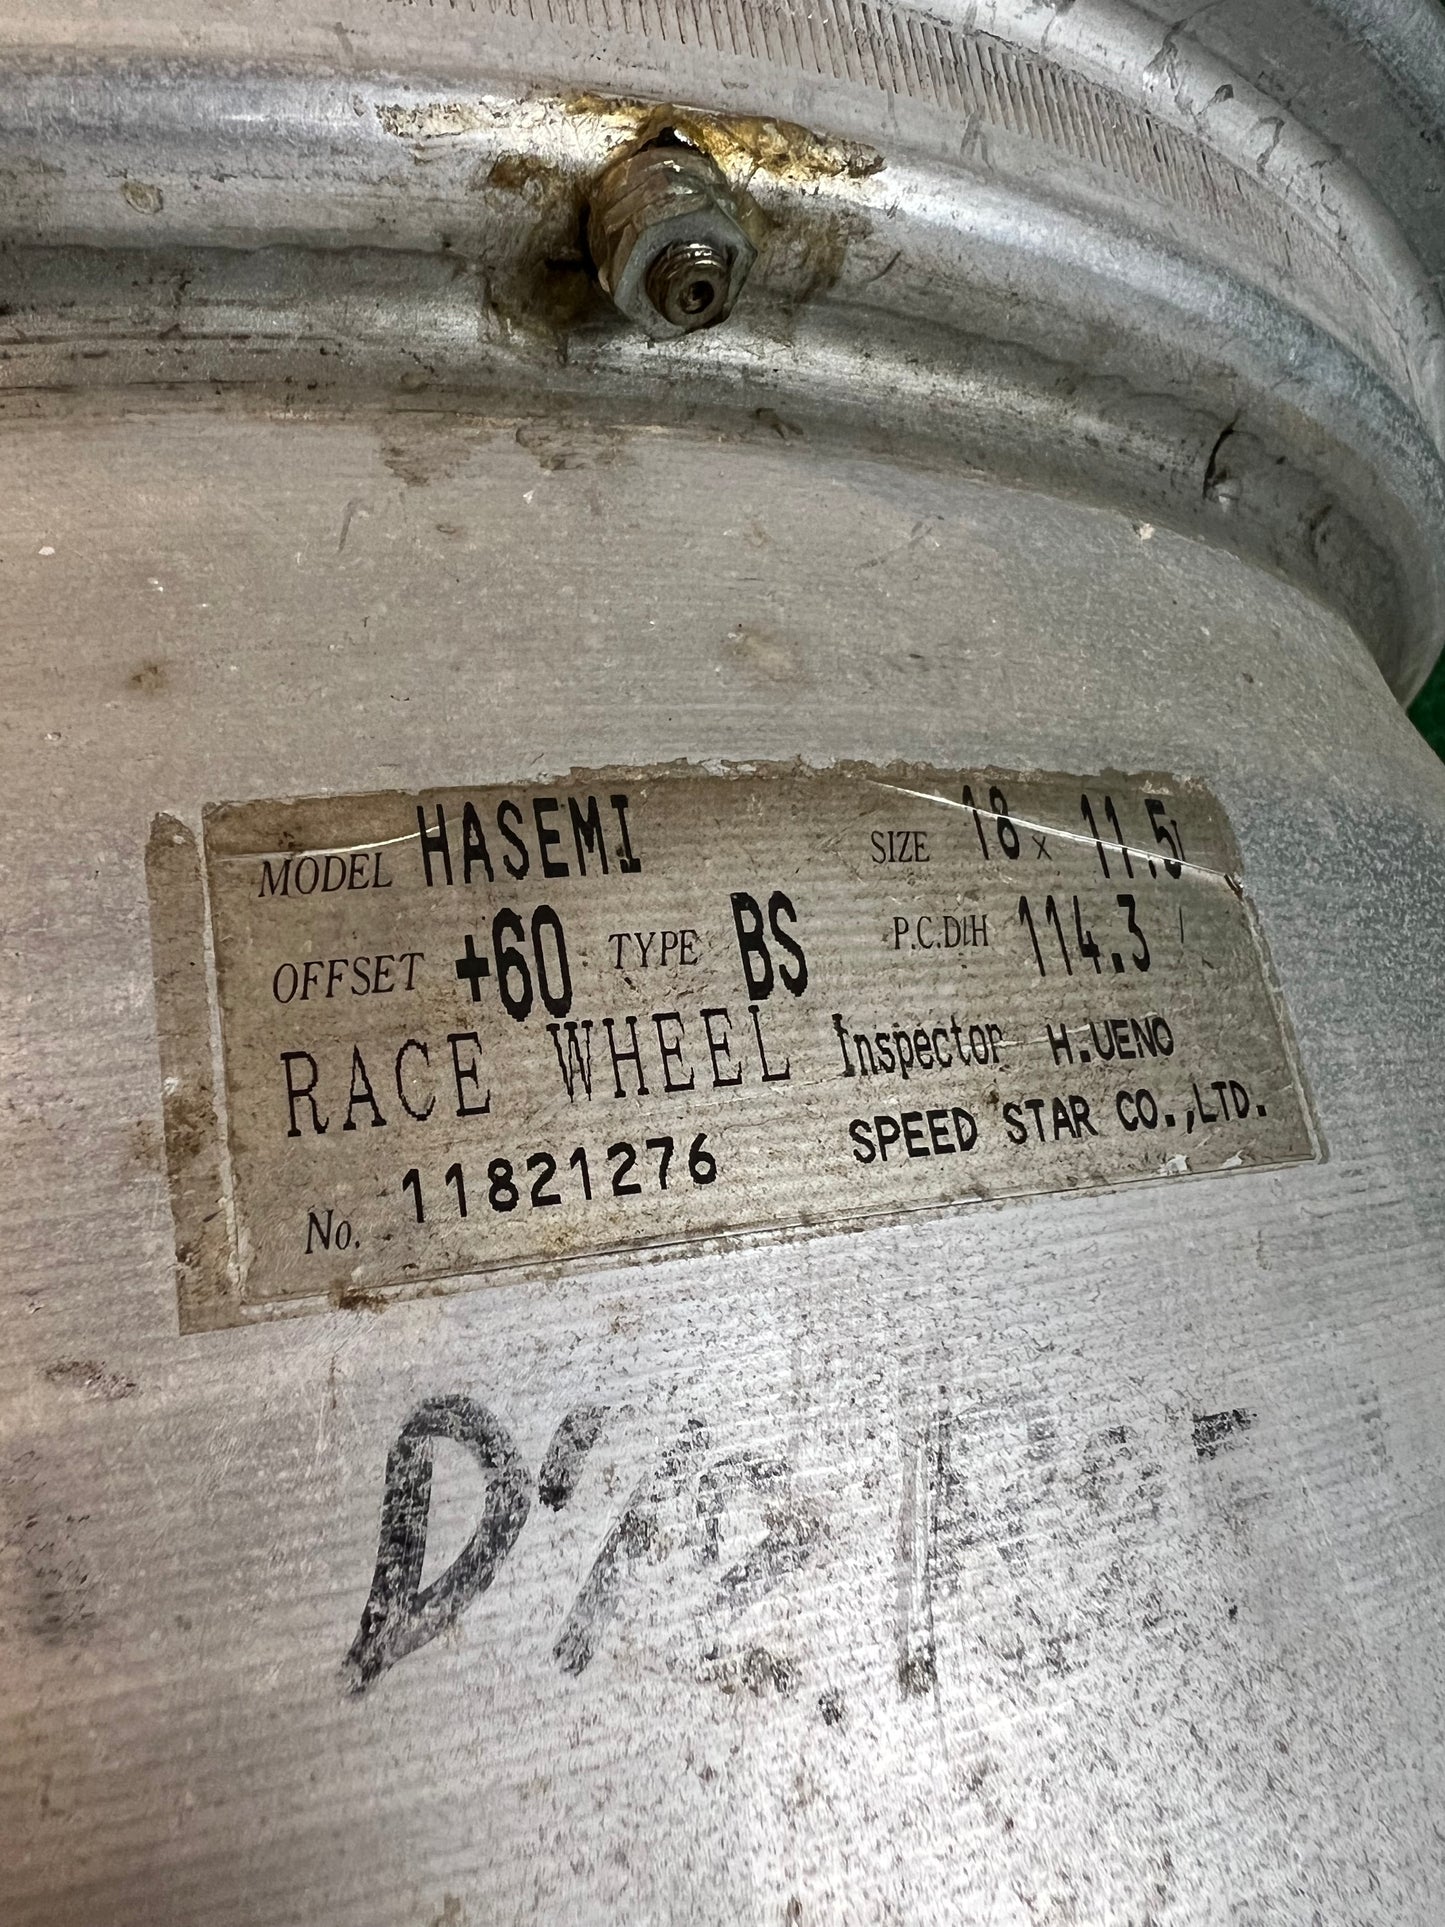 MODEL HASEMI SIZE 18 x 11.5J
OFFSET +60 TYPE BS P.C.D/H 114.3 /
RACE WHEEL Inspector H.UENO
No. 11821276 SPEED STAR CO.,LTD.